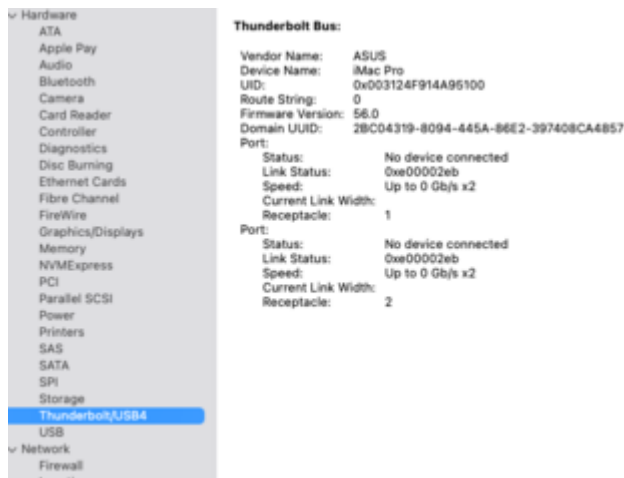 Hardware
ATA
Apple Pay
Audio
Bluetooth
Camera
Card Reader
Controller
Diagnostics
Disc Burning
Ethernet Cards
Fibre Channel
FireWire
Graphics/Displays
Memory
NVMExpress
PCI
Parallel SCSI
Power
Printers
SAS
SATA
SPI
Storage
Thunderbolt/USB4
USB
Network
Firewall
Thunderbolt Bus:
Vendor Name: ASUS
Device Name: iMac Pro
UID: 0x003124F914A95100
Route String: 0
Firmware Version: 56.0
Domain UUID: 2BC04319-8094-445A-86E2-397408CA4857
Port:
Status: No device connected
Link Status: 0xe00002eb
Speed: Up to 0 Gb/s x2
Current Link Width:
Receptacle: 1
Port:
Status: No device connected
Link Status: 0xe00002eb
Speed: Up to 0 Gb/s x2
Current Link Width:
Receptacle: 2